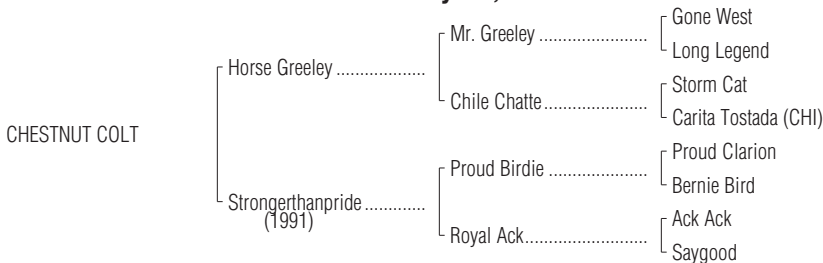 Gone West
Mr. Greeley ........................
Long Legend
Horse Greeley ...................
Storm Cat
Chile Chatte.......................
Carita Tostada (CHI)
CHESTNUT COLT
Proud Clarion
Proud Birdie ......................
Bernie Bird
Strongerthanpride .............
(1991)
Ack Ack
Royal Ack...........................
Saygood